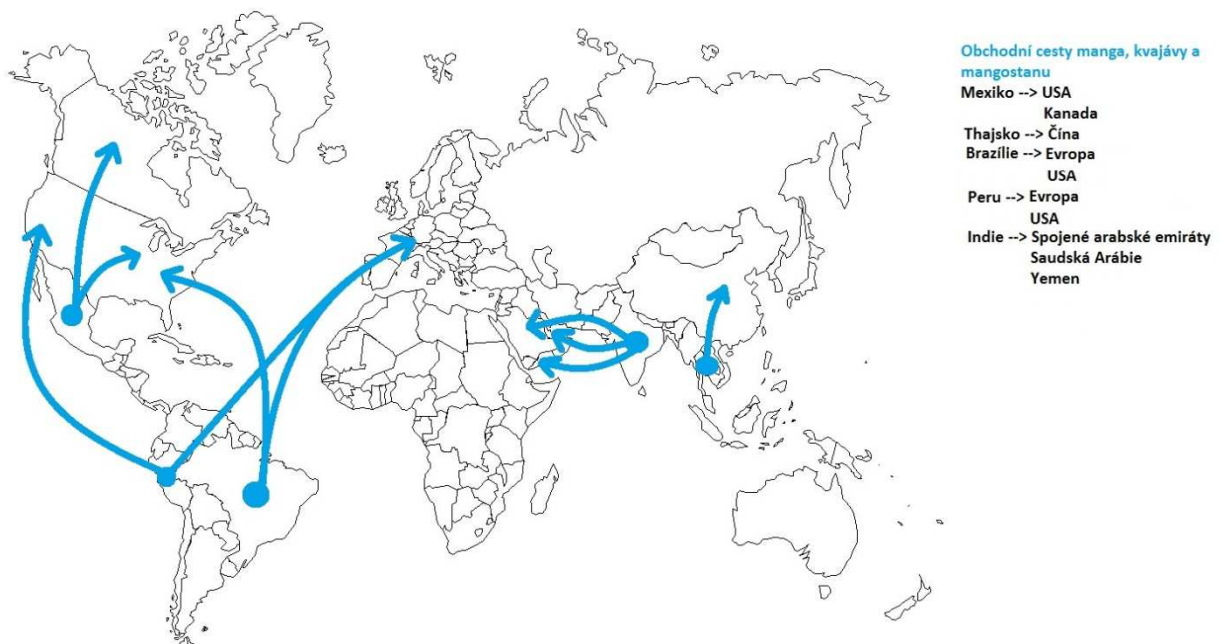 Obchodní cesty manga, kvajávy a
mangostanu
Mexiko --> USA
Kanada
Thajsko --> Čína
Brazílie --> Evropa
USA
Peru --> Evropa
USA
Indie --> Spojené arabské emiráty
Saudská Arábie
Yemen